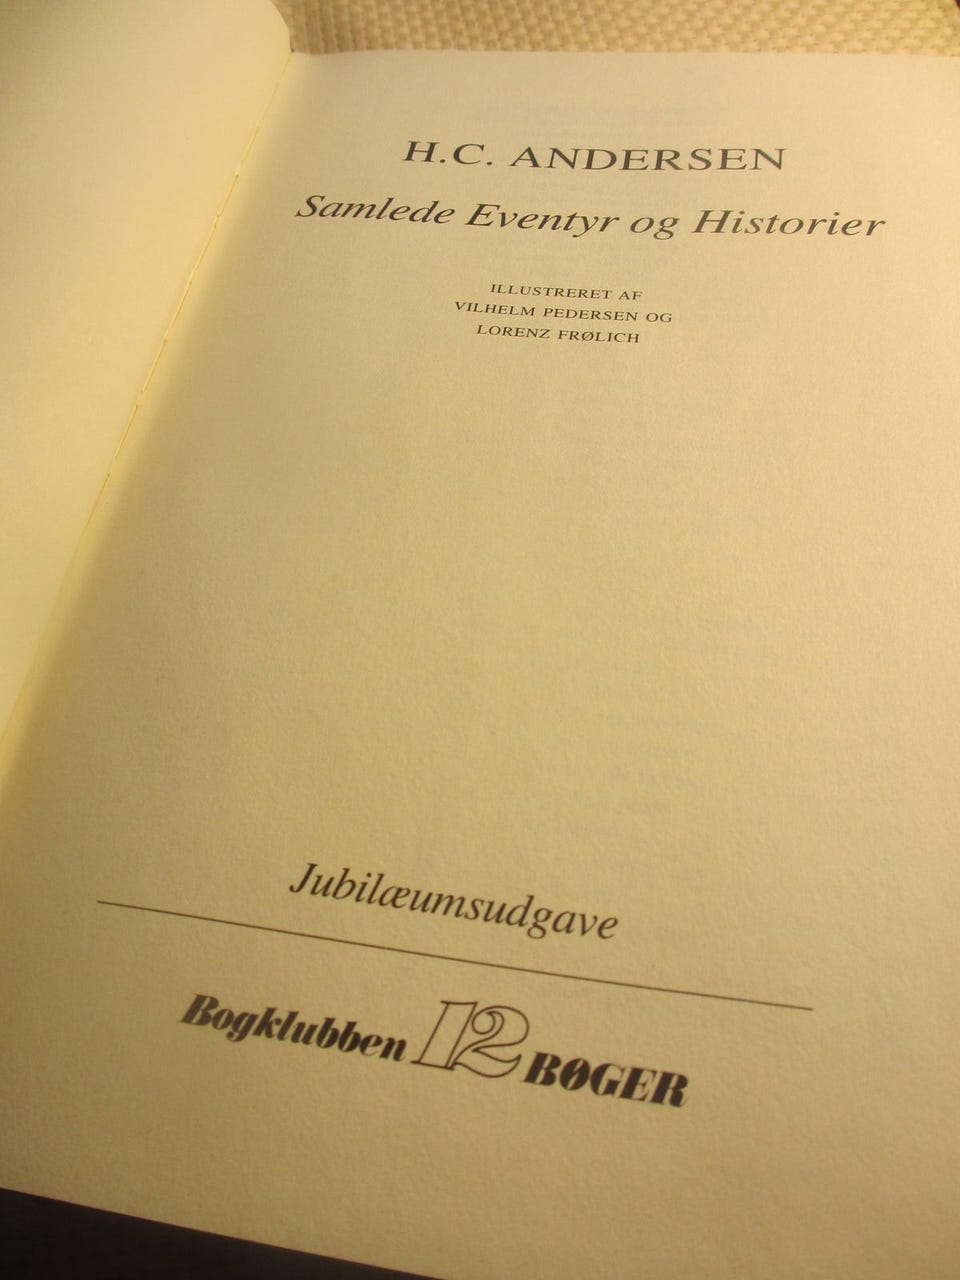 H.C. ANDERSEN
Samlede Eventyr og Historier
ILLUSTRERET AF
VILHELM PEDERSEN OG
LORENZ FRØLICH
Jubilæumsudgave
Bogklubben 12 BØGER